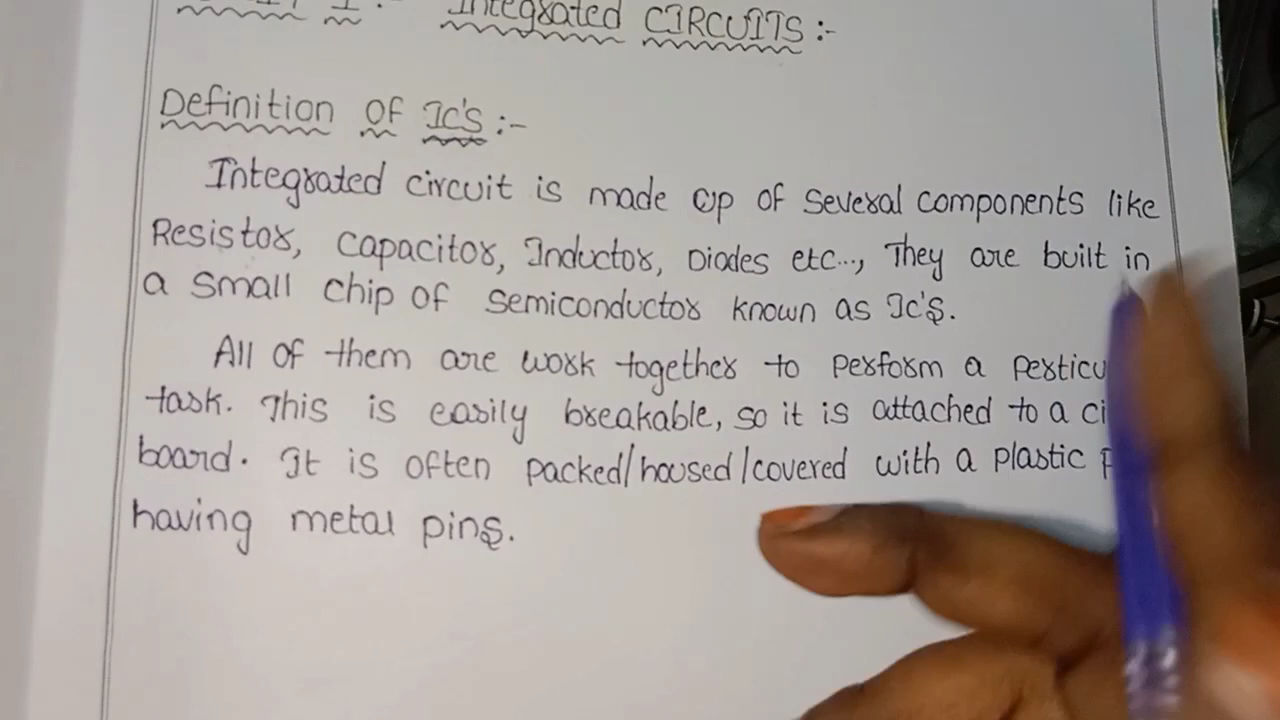 Integrated CIRCUITS :-
Definition OF IC'S :-
Integrated circuit is made up of several components like
Resistor, Capacitor, Inductor, Diodes etc..., They are built in
a small chip of semiconductor known as IC's.
All of them are work together to perform a
task. This is easily breakable, so it is attached to a
board. It is often packed/housed/covered with a plastic
having metal pins.